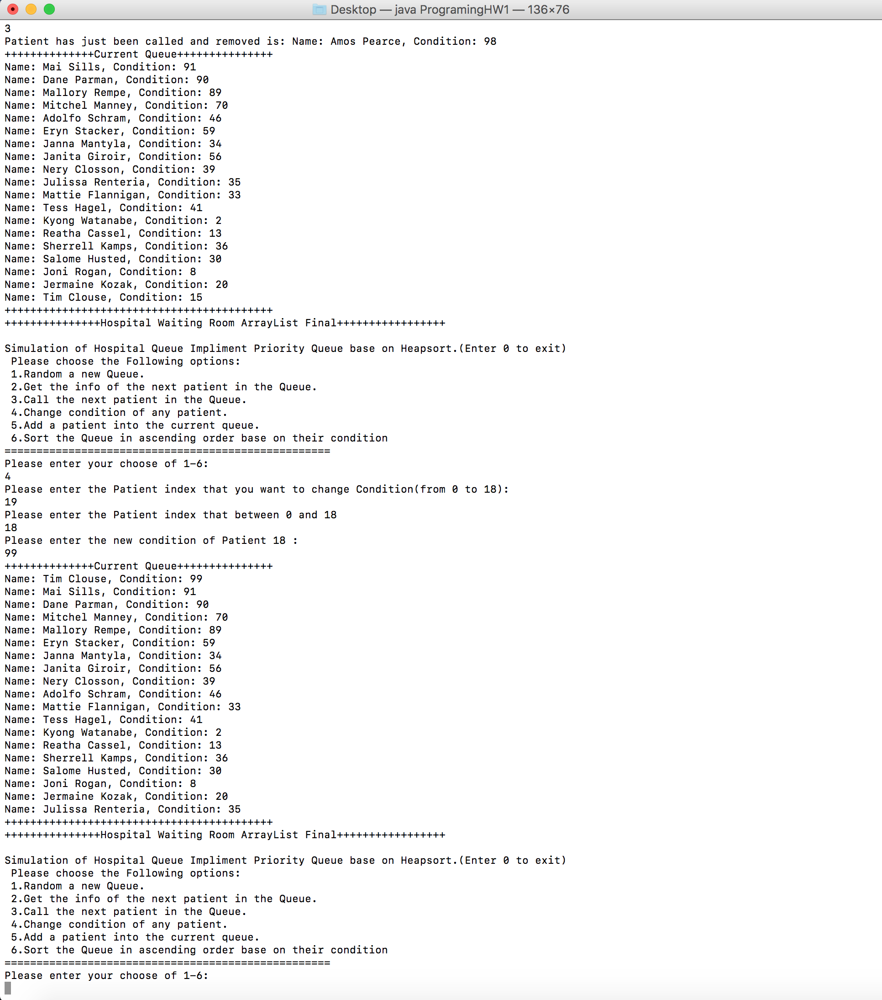 Desktop — java ProgramingHW1 — 136×76
3
Patient has just been called and removed is: Name: Amos Pearce, Condition: 98
++++++++++++++Current Queue+++++++++++++++
Name: Mai Sills, Condition: 91
Name: Dane Parman, Condition: 90
Name: Mallory Rempe, Condition: 89
Name: Mitchel Manney, Condition: 70
Name: Adolfo Schram, Condition: 46
Name: Eryn Stacker, Condition: 59
Name: Janna Mantyla, Condition: 34
Name: Janita Giroir, Condition: 56
Name: Nery Closson, Condition: 39
Name: Julissa Renteria, Condition: 35
Name: Mattie Flannigan, Condition: 33
Name: Tess Hagel, Condition: 41
Name: Kyong Watanabe, Condition: 2
Name: Reatha Cassel, Condition: 13
Name: Sherrell Kamps, Condition: 36
Name: Salome Husted, Condition: 30
Name: Joni Rogan, Condition: 8
Name: Jermaine Kozak, Condition: 20
Name: Tim Clouse, Condition: 15
++++++++++++++++++++++++++++++++++++++++++
+++++++++++++++Hospital Waiting Room ArrayList Final+++++++++++++++++
Simulation of Hospital Queue Impliment Priority Queue base on Heapsort.(Enter 0 to exit)
Please choose the Following options:
1.Random a new Queue.
2.Get the info of the next patient in the Queue.
3.Call the next patient in the Queue.
4.Change condition of any patient.
5.Add a patient into the current queue.
6.Sort the Queue in ascending order base on their condition
===================================================
Please enter your choose of 1-6:
4
Please enter the Patient index that you want to change Condition(from 0 to 18):
19
Please enter the Patient index that between 0 and 18
18
Please enter the new condition of Patient 18 :
99
++++++++++++++Current Queue+++++++++++++++
Name: Tim Clouse, Condition: 99
Name: Mai Sills, Condition: 91
Name: Dane Parman, Condition: 90
Name: Mitchel Manney, Condition: 70
Name: Mallory Rempe, Condition: 89
Name: Eryn Stacker, Condition: 59
Name: Janna Mantyla, Condition: 34
Name: Janita Giroir, Condition: 56
Name: Nery Closson, Condition: 39
Name: Adolfo Schram, Condition: 46
Name: Mattie Flannigan, Condition: 33
Name: Tess Hagel, Condition: 41
Name: Kyong Watanabe, Condition: 2
Name: Reatha Cassel, Condition: 13
Name: Sherrell Kamps, Condition: 36
Name: Salome Husted, Condition: 30
Name: Joni Rogan, Condition: 8
Name: Jermaine Kozak, Condition: 20
Name: Julissa Renteria, Condition: 35
++++++++++++++++++++++++++++++++++++++++++
+++++++++++++++Hospital Waiting Room ArrayList Final+++++++++++++++++
Simulation of Hospital Queue Impliment Priority Queue base on Heapsort.(Enter 0 to exit)
Please choose the Following options:
1.Random a new Queue.
2.Get the info of the next patient in the Queue.
3.Call the next patient in the Queue.
4.Change condition of any patient.
5.Add a patient into the current queue.
6.Sort the Queue in ascending order base on their condition
===================================================
Please enter your choose of 1-6: